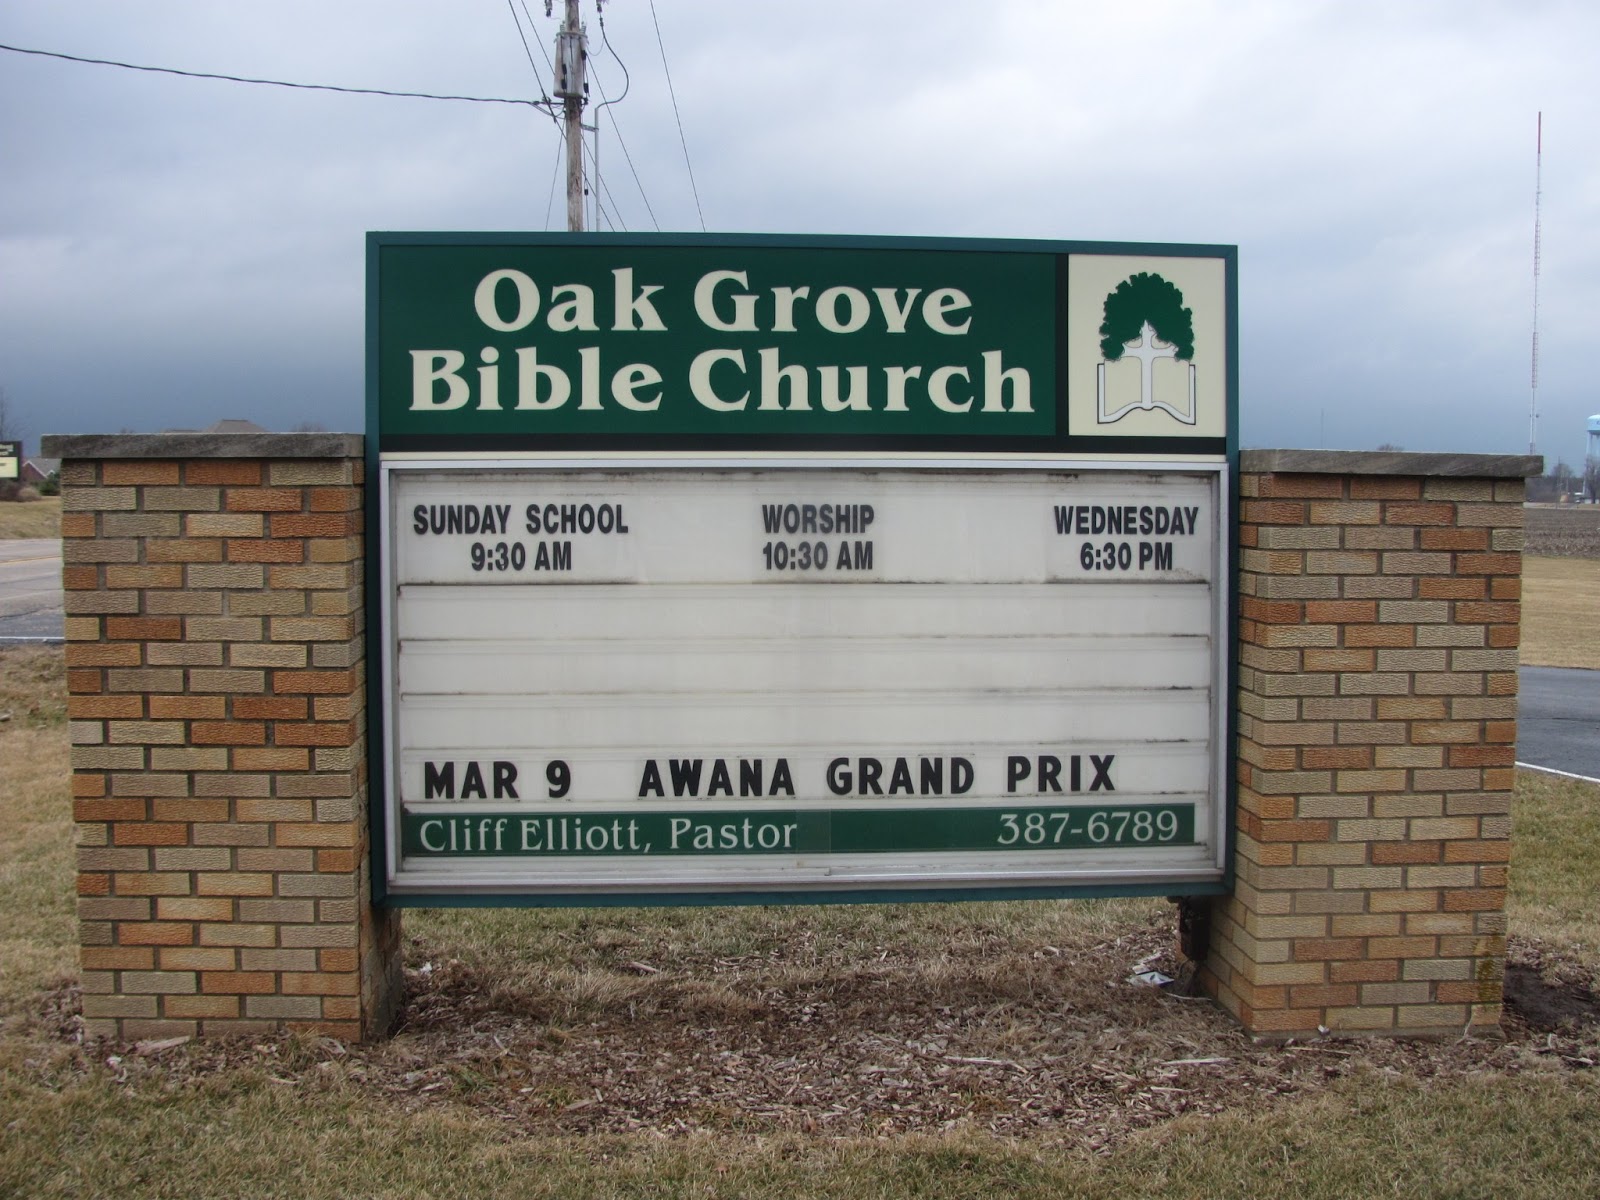 Oak Grove
Bible Church
SUNDAY SCHOOL WORSHIP WEDNESDAY
9:30 AM 10:30 AM 6:30 PM
MAR 9 AWANA GRAND PRIX
Cliff Elliott, Pastor 387-6789